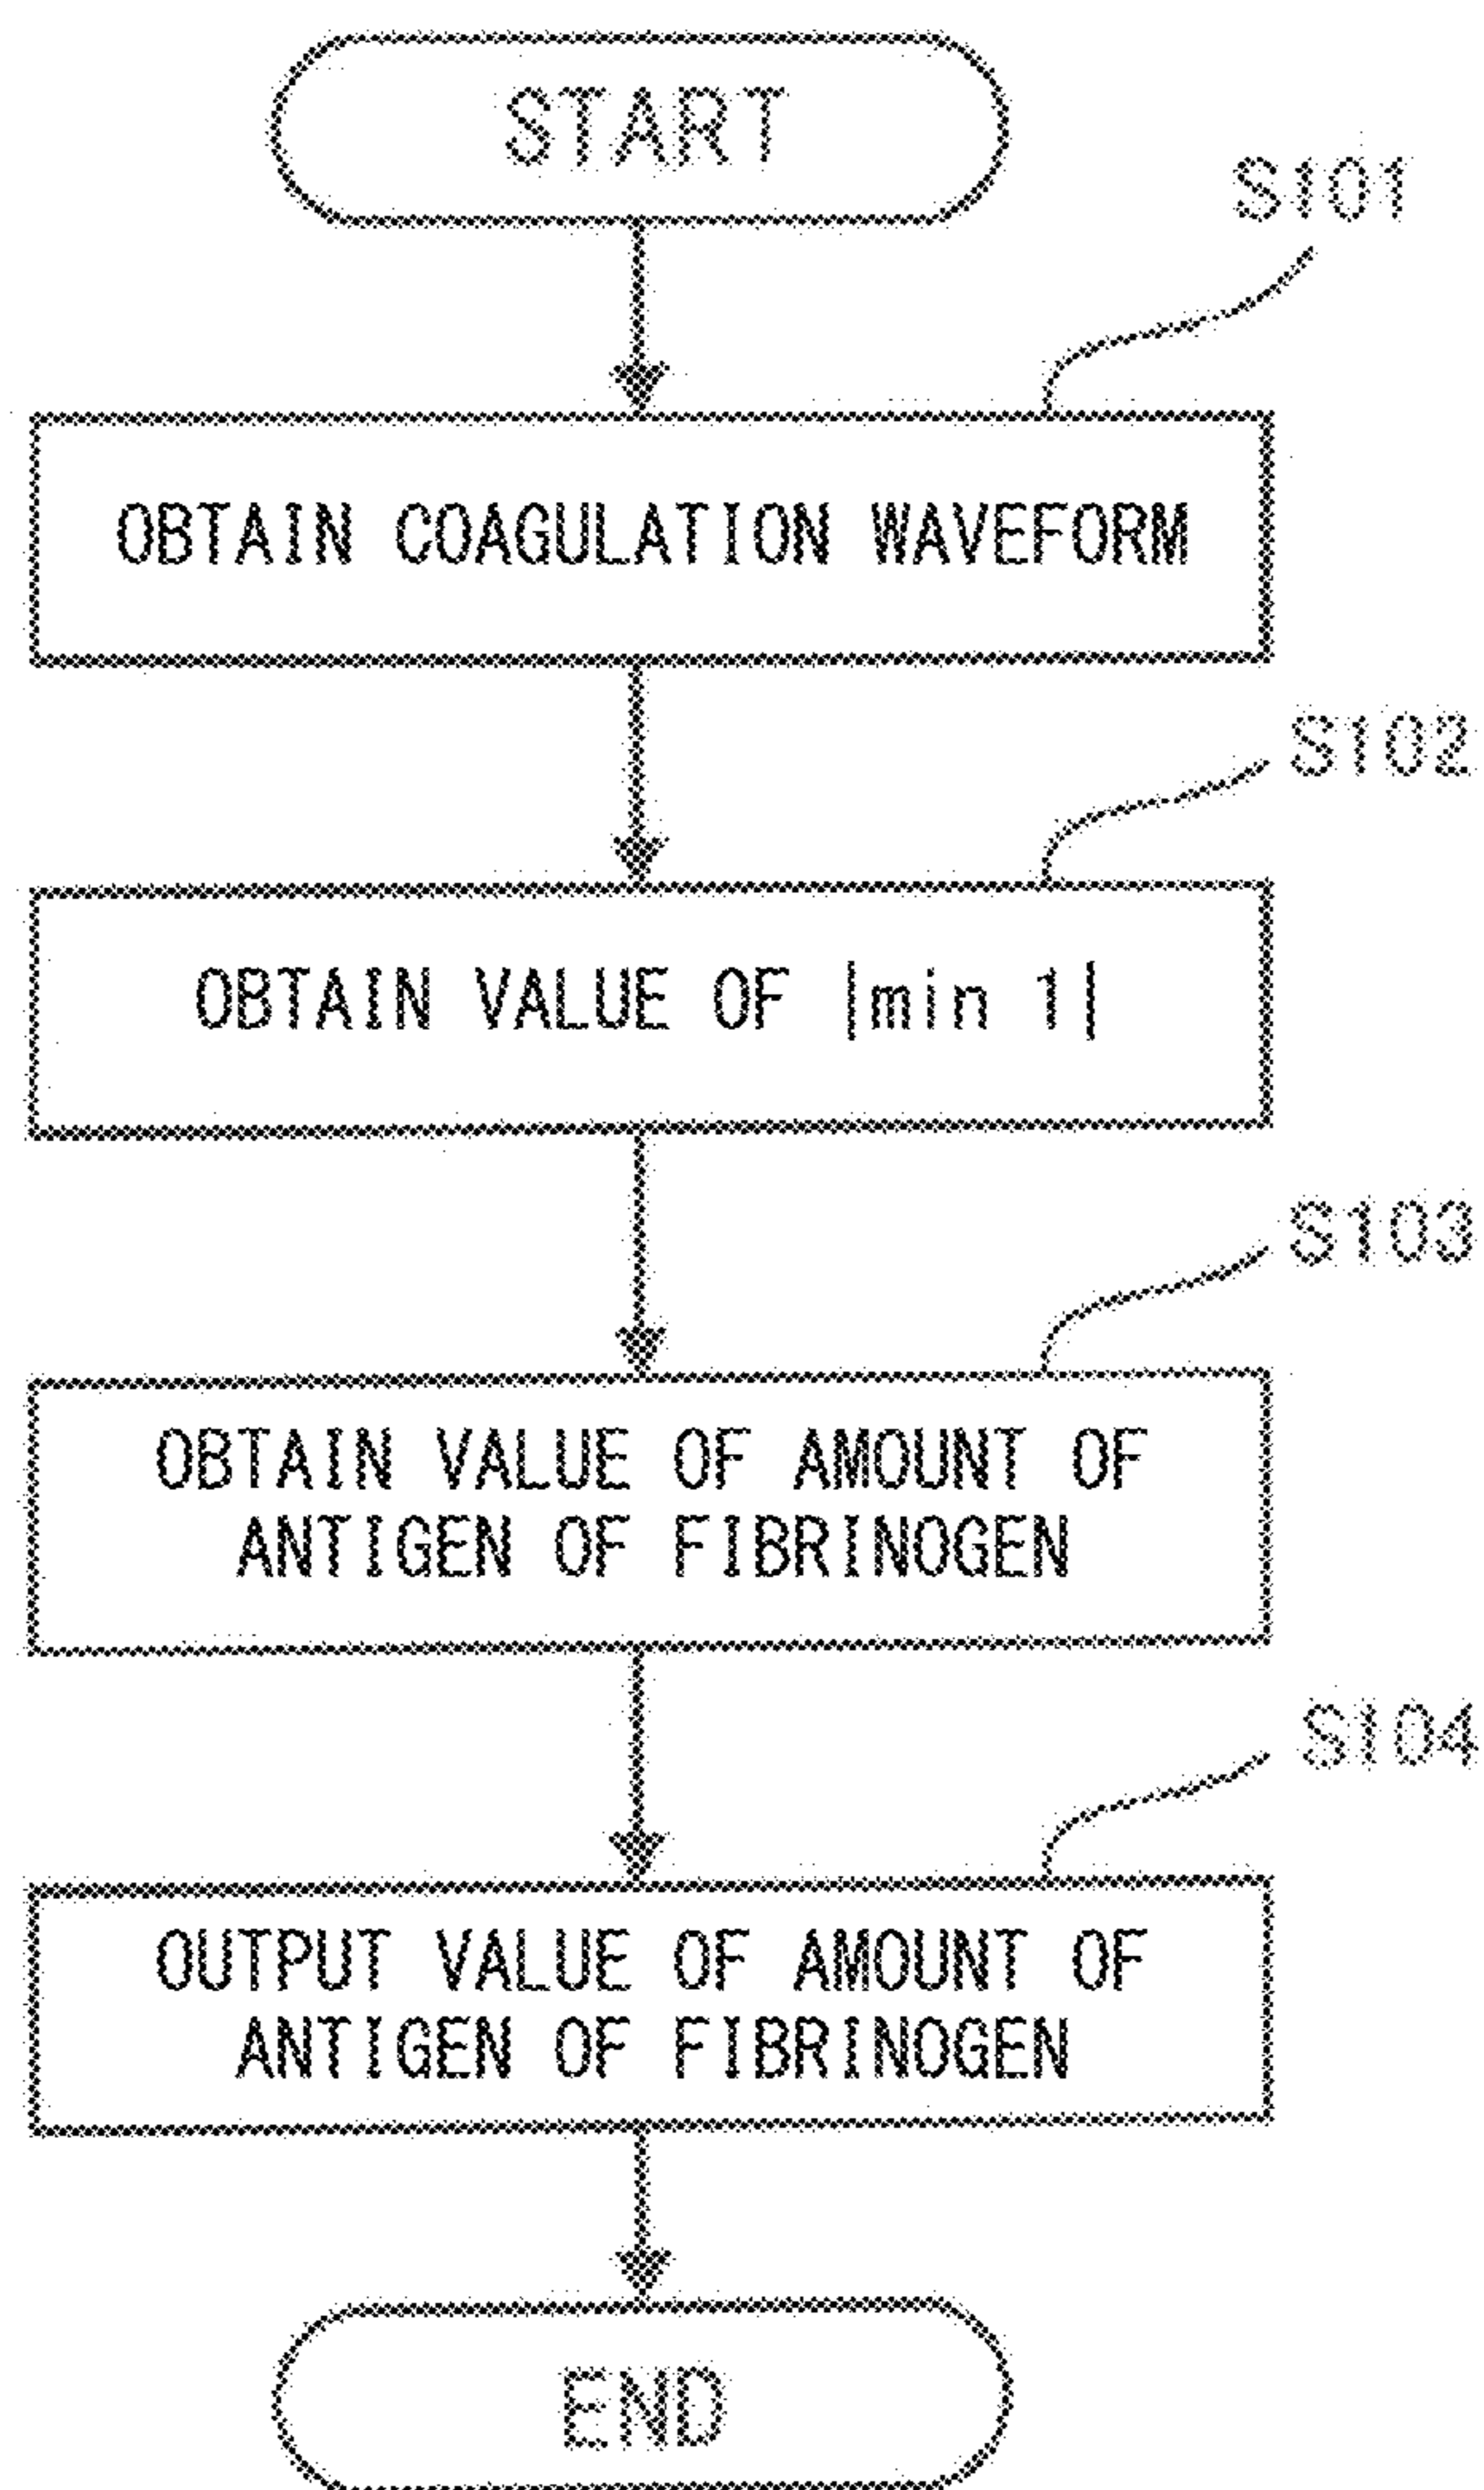 START
S101
OBTAIN COAGULATION WAVEFORM
S102
OBTAIN VALUE OF |min 1|
S103
OBTAIN VALUE OF AMOUNT OF
ANTIGEN OF FIBRINOGEN
S104
OUTPUT VALUE OF AMOUNT OF
ANTIGEN OF FIBRINOGEN
END